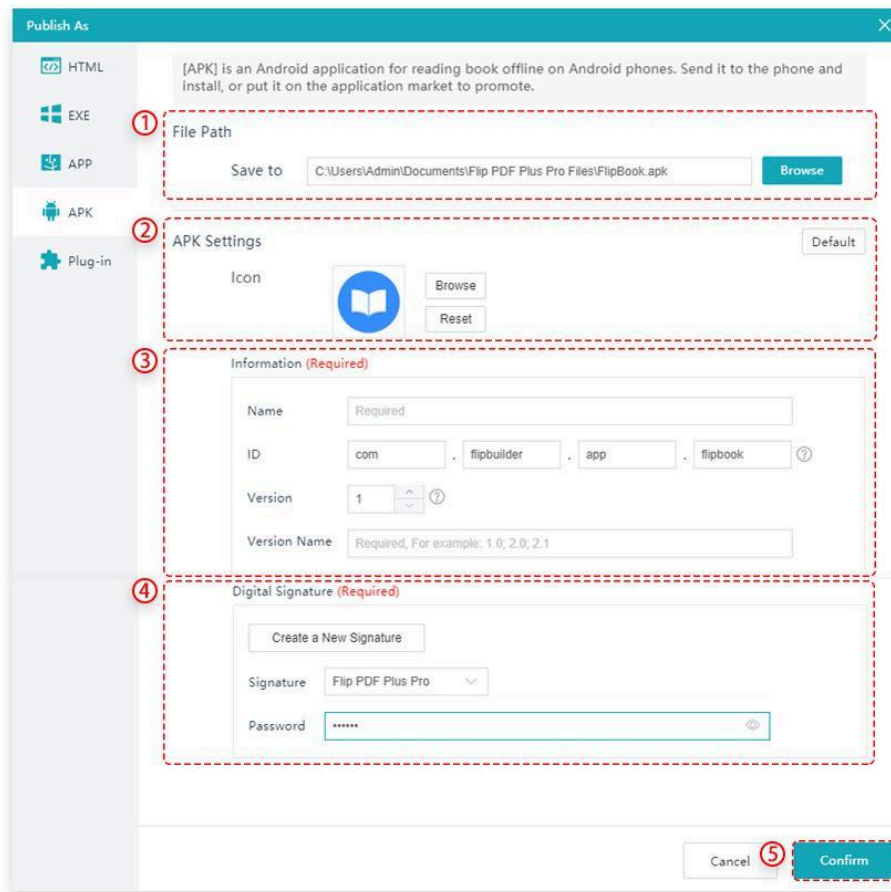 Publish As
HTML
EXE
APP
APK
Plug-in
[APK] is an Android application for reading book offline on Android phones. Send it to the phone and
install, or put it on the application market to promote.
①
File Path
Save to C:\Users\Admin\Documents\Flip PDF Plus Pro Files\FlipBook.apk Browse
②
APK Settings Default
Icon
Browse
Reset
③
Information (Required)
Name Required
ID com . flipbuilder . app . flipbook ?
Version 1 ?
Version Name Required, For example: 1.0; 2.0; 2.1
④
Digital Signature (Required)
Create a New Signature
Signature Flip PDF Plus Pro
Password ••••••
Cancel ⑤ Confirm